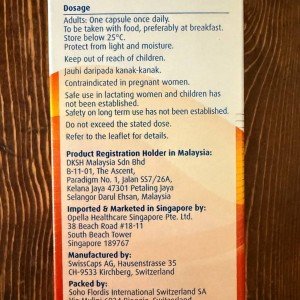 Dosage
Adults: One capsule once daily.
To be taken with food, preferably at breakfast.
Store below 25°C.
Protect from light and moisture.
Keep out of reach of children.
Jauhi daripada kanak-kanak.
Contraindicated in pregnant women.
Safe use in lactating women and children has
not been established.
Safety on long term use has not been established.
Do not exceed the stated dose.
Refer to the leaflet for details.
Product Registration Holder in Malaysia:
DKSH Malaysia Sdn Bhd
B-11-01, The Ascent,
Paradigm No. 1, Jalan SS7/26A,
Kelana Jaya 47301 Petaling Jaya
Selangor Darul Ehsan, Malaysia
Imported & Marketed in Singapore by:
Opella Healthcare Singapore Pte. Ltd.
38 Beach Road #18-11
South Beach Tower
Singapore 189767
Manufactured by:
SwissCaps AG, Hausenstrasse 35
CH-9533 Kirchberg, Switzerland
Packed by:
Soho Flordis International Switzerland SA